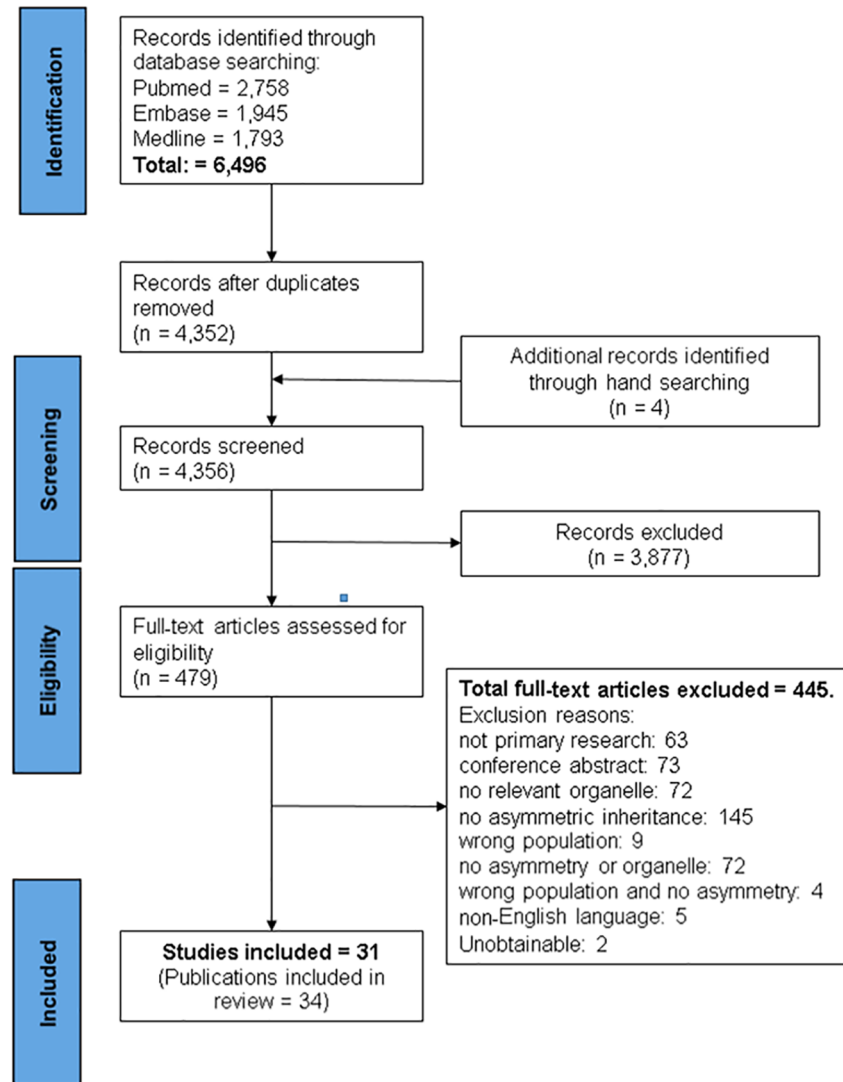 Identification
Records identified through
database searching:
Pubmed = 2,758
Embase = 1,945
Medline = 1,793
Total: = 6,496
Records after duplicates
removed
(n = 4,352)
Additional records identified
through hand searching
(n = 4)
Screening
Records screened
(n = 4,356)
Records excluded
(n = 3,877)
Eligibility
Full-text articles assessed for
eligibility
(n = 479)
Total full-text articles excluded = 445.
Exclusion reasons:
not primary research: 63
conference abstract: 73
no relevant organelle: 72
no asymmetric inheritance: 145
wrong population: 9
no asymmetry or organelle: 72
wrong population and no asymmetry: 4
non-English language: 5
Unobtainable: 2
Included
Studies included = 31
(Publications included in
review = 34)